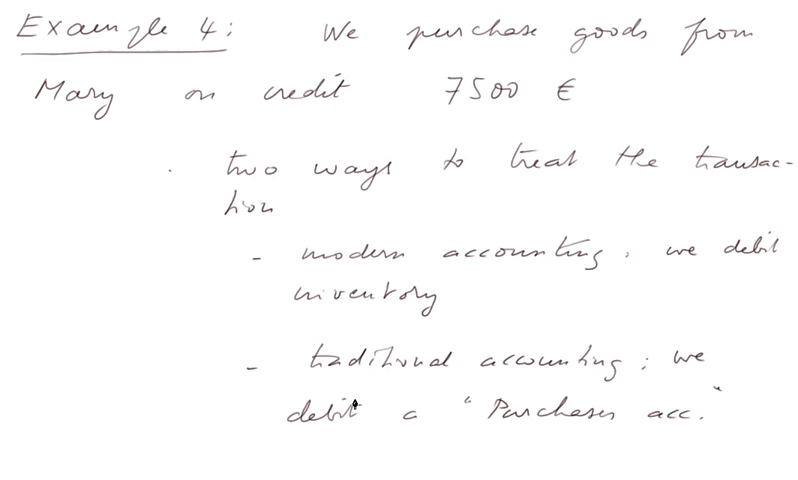 Example 4: We purchase goods from
Mary on credit 7500 €
. two ways to treat the transac-
tion
- modern accounting: we debit
inventory
- traditional accounting: we
debit a "Purchases acc."